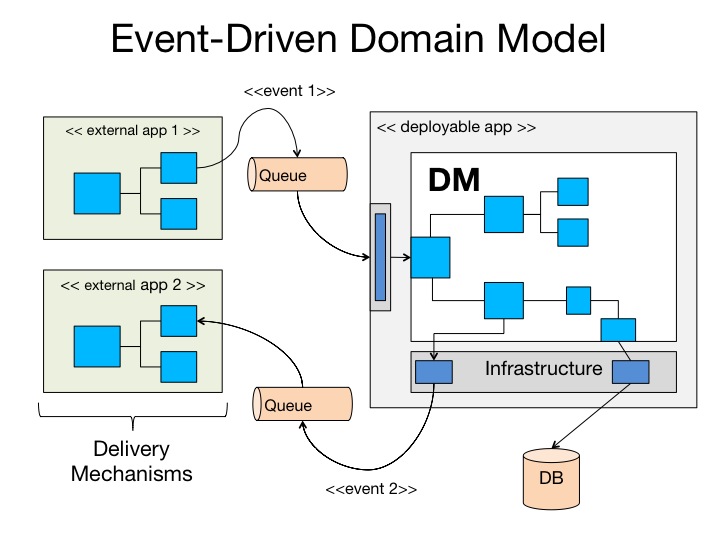 Event-Driven Domain Model
<<event 1>>
<< external app 1 >>
<< deployable app >>
Queue
DM
<< external app 2 >>
Infrastructure
Queue
Delivery
Mechanisms
DB
<<event 2>>